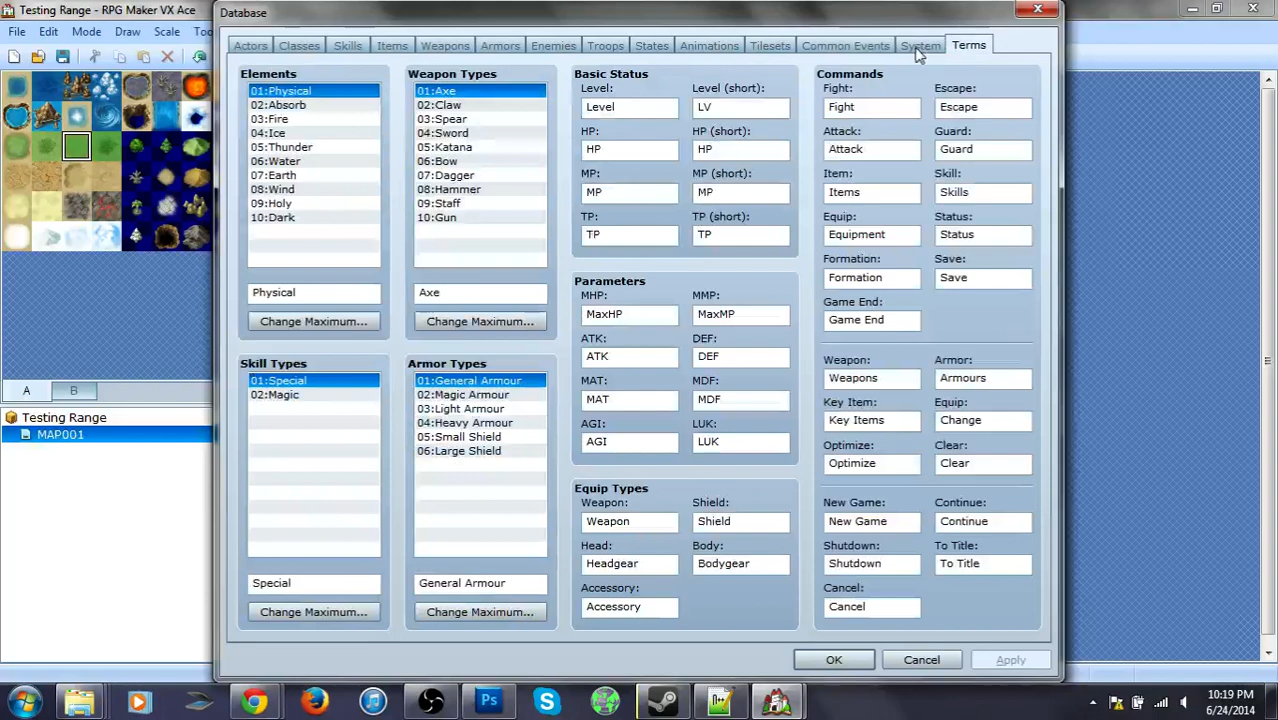 Testing Range - RPG Maker VX Ace
Database
File Edit Map Draw Scale
Actors Classes Skills Items Weapons Armors Enemies Troops States Animations Tilesets Common Events System Terms
Elements
01:Physical
02:Absorb
03:Fire
04:Ice
05:Thunder
06:Water
07:Earth
08:Wind
09:Holy
10:Dark
Physical
Change Maximum...
Weapon Types
01:Axe
02:Claw
03:Spear
04:Sword
05:Katana
06:Bow
07:Dagger
08:Hammer
09:Staff
10:Gun
Axe
Change Maximum...
Skill Types
01:Special
02:Magic
Special
Change Maximum...
Armor Types
01:General Armour
02:Magic Armour
03:Light Armour
04:Heavy Armour
05:Small Shield
06:Large Shield
General Armour
Change Maximum...
Basic Status
Level: Level (short):
Level LV
HP: HP (short):
HP HP
MP: MP (short):
MP MP
TP: TP (short):
TP TP
Parameters
MHP: MMP:
MaxHP MaxMP
ATK: DEF:
ATK DEF
MAT: MDF:
MAT MDF
AGI: LUK:
AGI LUK
Equip Types
Weapon: Shield:
Weapon Shield
Head: Body:
Headgear Bodygear
Accessory:
Accessory
Commands
Fight: Escape:
Fight Escape
Attack: Guard:
Attack Guard
Item: Skill:
Items Skills
Equip: Status:
Equipment Status
Formation: Save:
Formation Save
Game End:
Game End
Weapon: Armor:
Weapons Armours
Key Item: Equip:
Key Items Change
Optimize: Clear:
Optimize Clear
New Game: Continue:
New Game Continue
Shutdown: To Title:
Shutdown To Title
Cancel:
Cancel
OK Cancel Apply
A B
Testing Range
MAP001
Ps
10:19 PM
6/24/2014